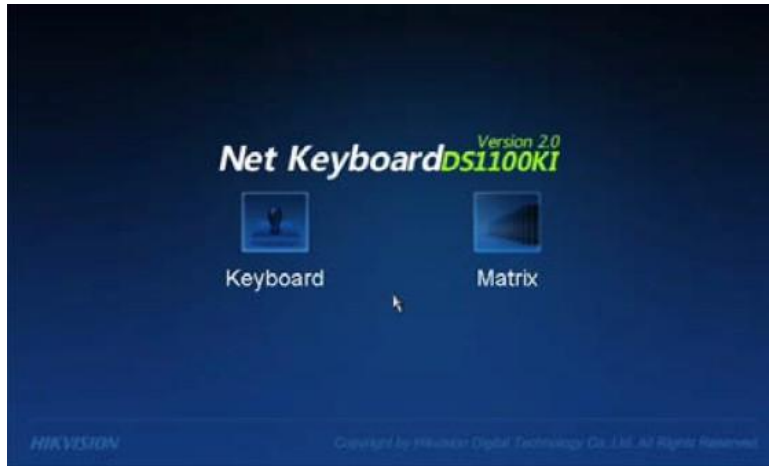 Version 2.0
Net Keyboard DS1100KI
Keyboard Matrix
HIKVISION Copyright by Hikvision Digital Technology Co.,Ltd. All Rights Reserved.